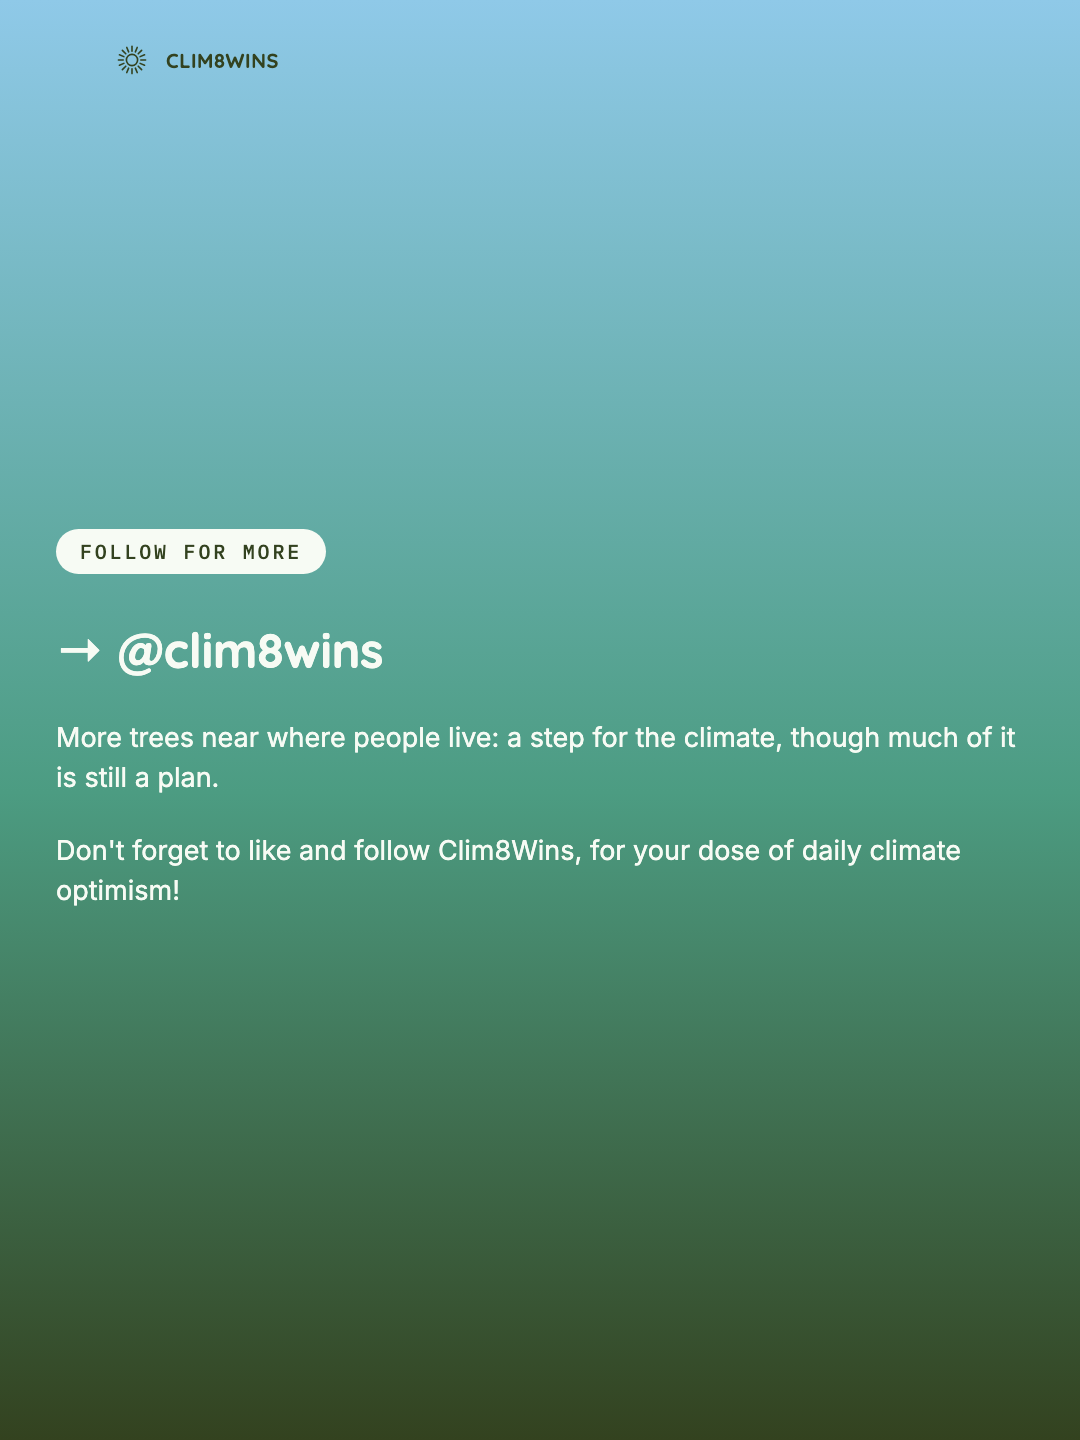 CLIM8WINS
FOLLOW FOR MORE
→ @clim8wins
More trees near where people live: a step for the climate, though much of it
is still a plan.
Don't forget to like and follow Clim8Wins, for your dose of daily climate
optimism!